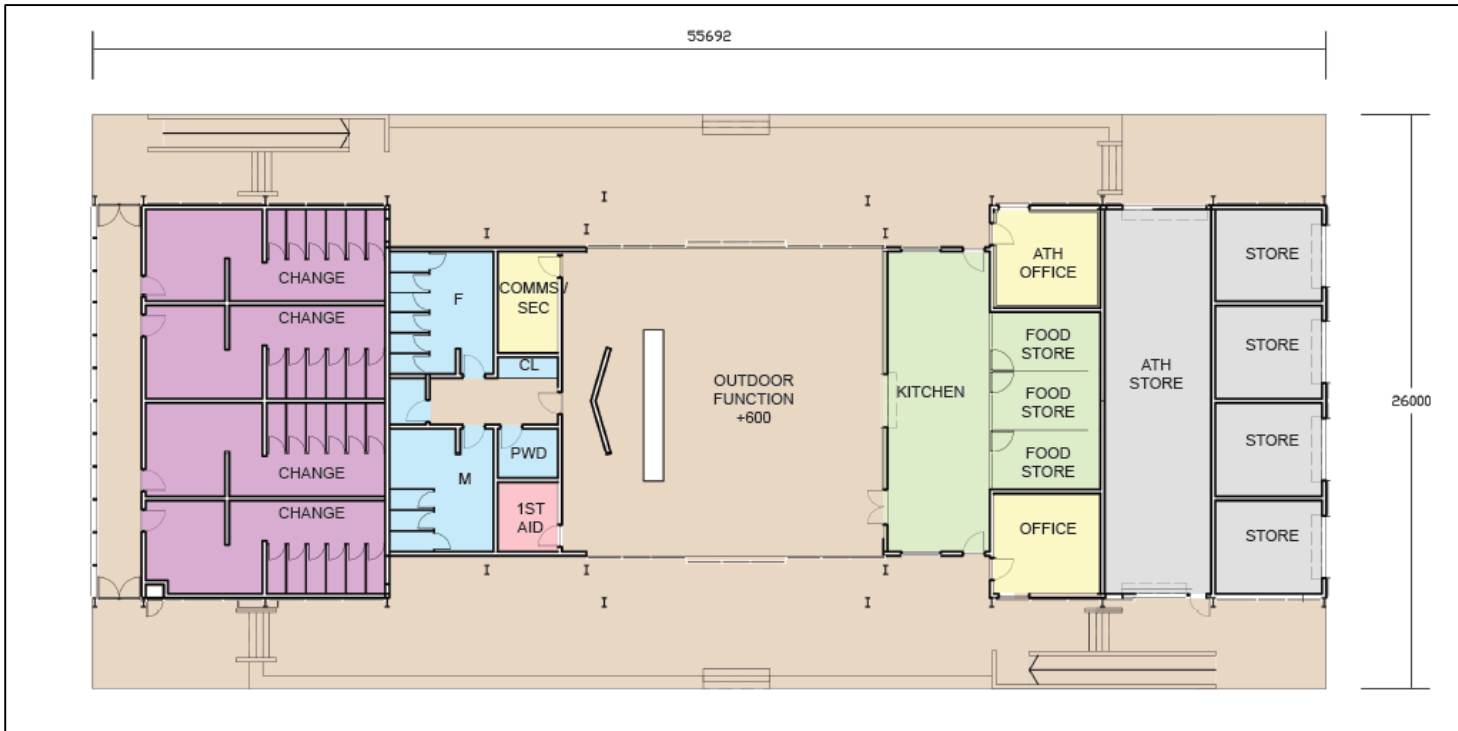 55692
CHANGE
CHANGE
CHANGE
CHANGE
F
COMMS /
SEC
CL
PWD
M
1ST
AID
OUTDOOR
FUNCTION
+600
KITCHEN
ATH
OFFICE
FOOD
STORE
FOOD
STORE
FOOD
STORE
OFFICE
ATH
STORE
STORE
STORE
STORE
STORE
26000